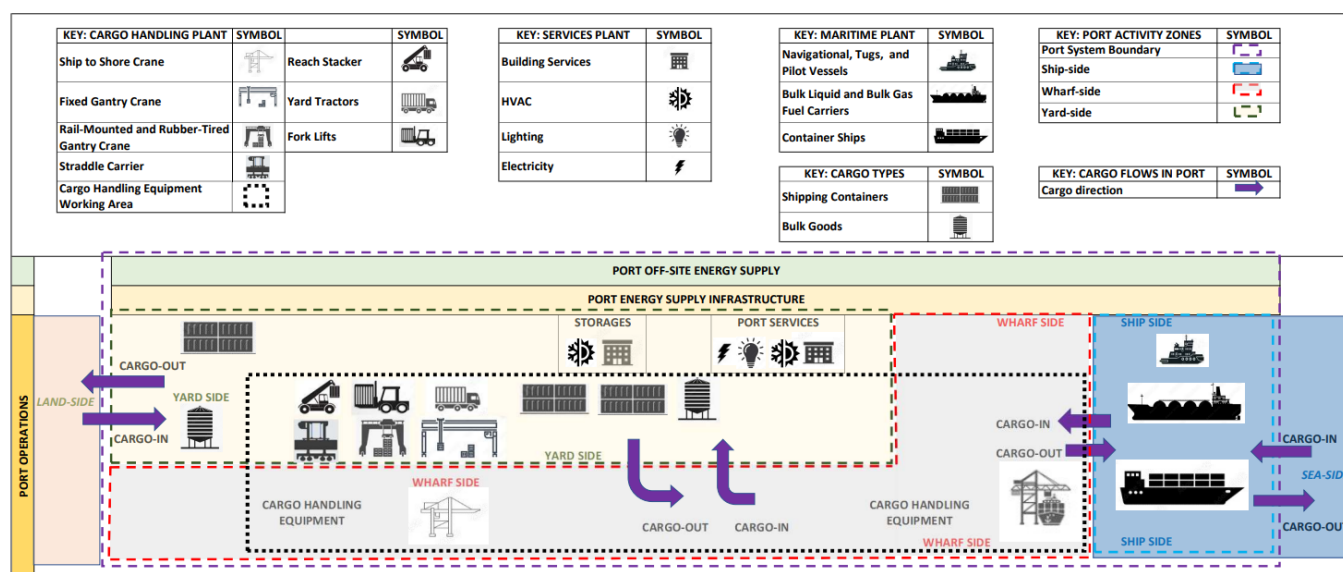 KEY: CARGO HANDLING PLANT SYMBOL SYMBOL
Ship to Shore Crane Reach Stacker
Fixed Gantry Crane Yard Tractors
Rail-Mounted and Rubber-Tired
Gantry Crane Fork Lifts
Straddle Carrier
Cargo Handling Equipment
Working Area
KEY: SERVICES PLANT SYMBOL
Building Services
HVAC
Lighting
Electricity
KEY: MARITIME PLANT SYMBOL
Navigational, Tugs, and
Pilot Vessels
Bulk Liquid and Bulk Gas
Fuel Carriers
Container Ships
KEY: CARGO TYPES SYMBOL
Shipping Containers
Bulk Goods
KEY: PORT ACTIVITY ZONES SYMBOL
Port System Boundary
Ship-side
Wharf-side
Yard-side
KEY: CARGO FLOWS IN PORT SYMBOL
Cargo direction
PORT OFF-SITE ENERGY SUPPLY
PORT ENERGY SUPPLY INFRASTRUCTURE
PORT OPERATIONS
LAND-SIDE
CARGO-OUT
YARD SIDE
CARGO-IN
STORAGES
PORT SERVICES
YARD SIDE
WHARF SIDE
CARGO HANDLING
EQUIPMENT
CARGO-OUT
CARGO-IN
WHARF SIDE
CARGO-IN
CARGO-OUT
CARGO HANDLING
EQUIPMENT
WHARF SIDE
SHIP SIDE
SHIP SIDE
CARGO-IN
SEA-SID
CARGO-OUT